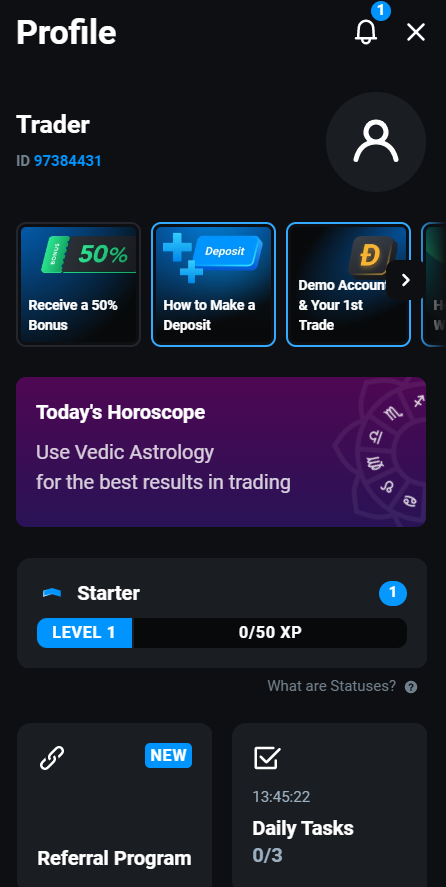 Profile
1
Trader
ID 97384431
BONUS
50%
Receive a 50%
Bonus
Deposit
How to Make a
Deposit
Demo Account
& Your 1st
Trade
Today's Horoscope
Use Vedic Astrology
for the best results in trading
Starter
1
LEVEL 1
0/50 XP
What are Statuses? ?
NEW
Referral Program
13:45:22
Daily Tasks
0/3